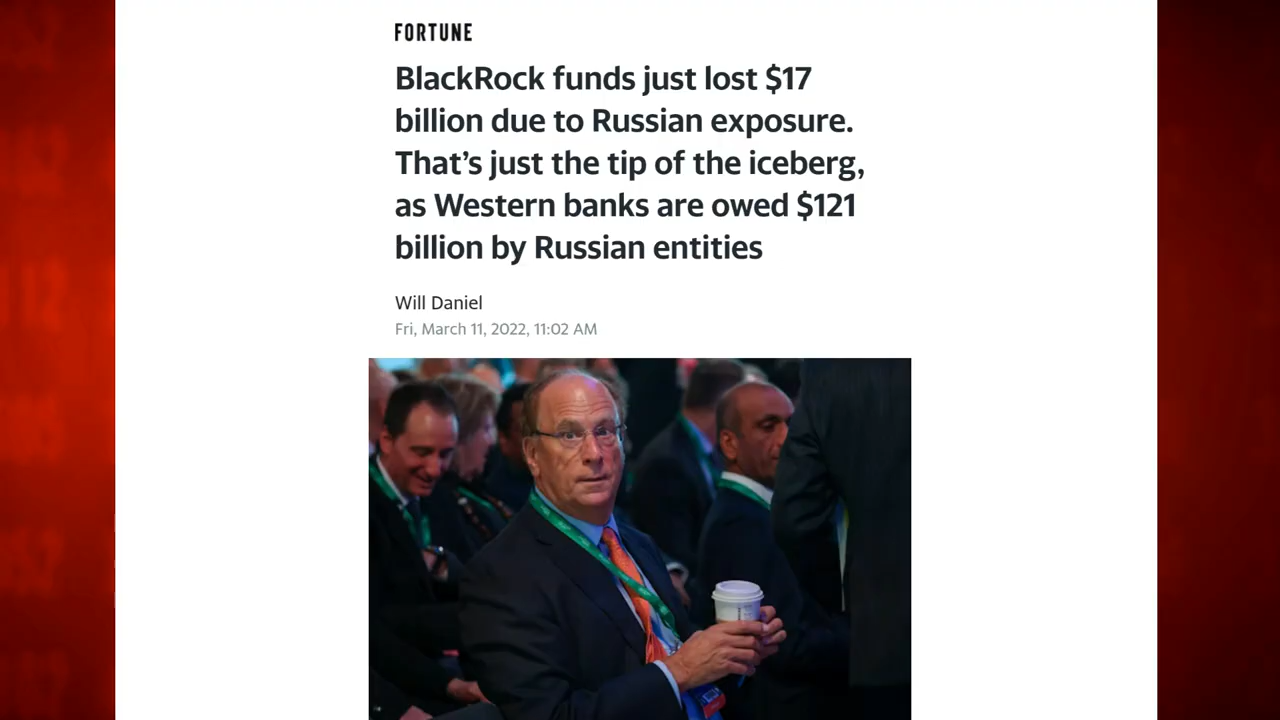 FORTUNE
BlackRock funds just lost $17
billion due to Russian exposure.
That’s just the tip of the iceberg,
as Western banks are owed $121
billion by Russian entities
Will Daniel
Fri, March 11, 2022, 11:02 AM